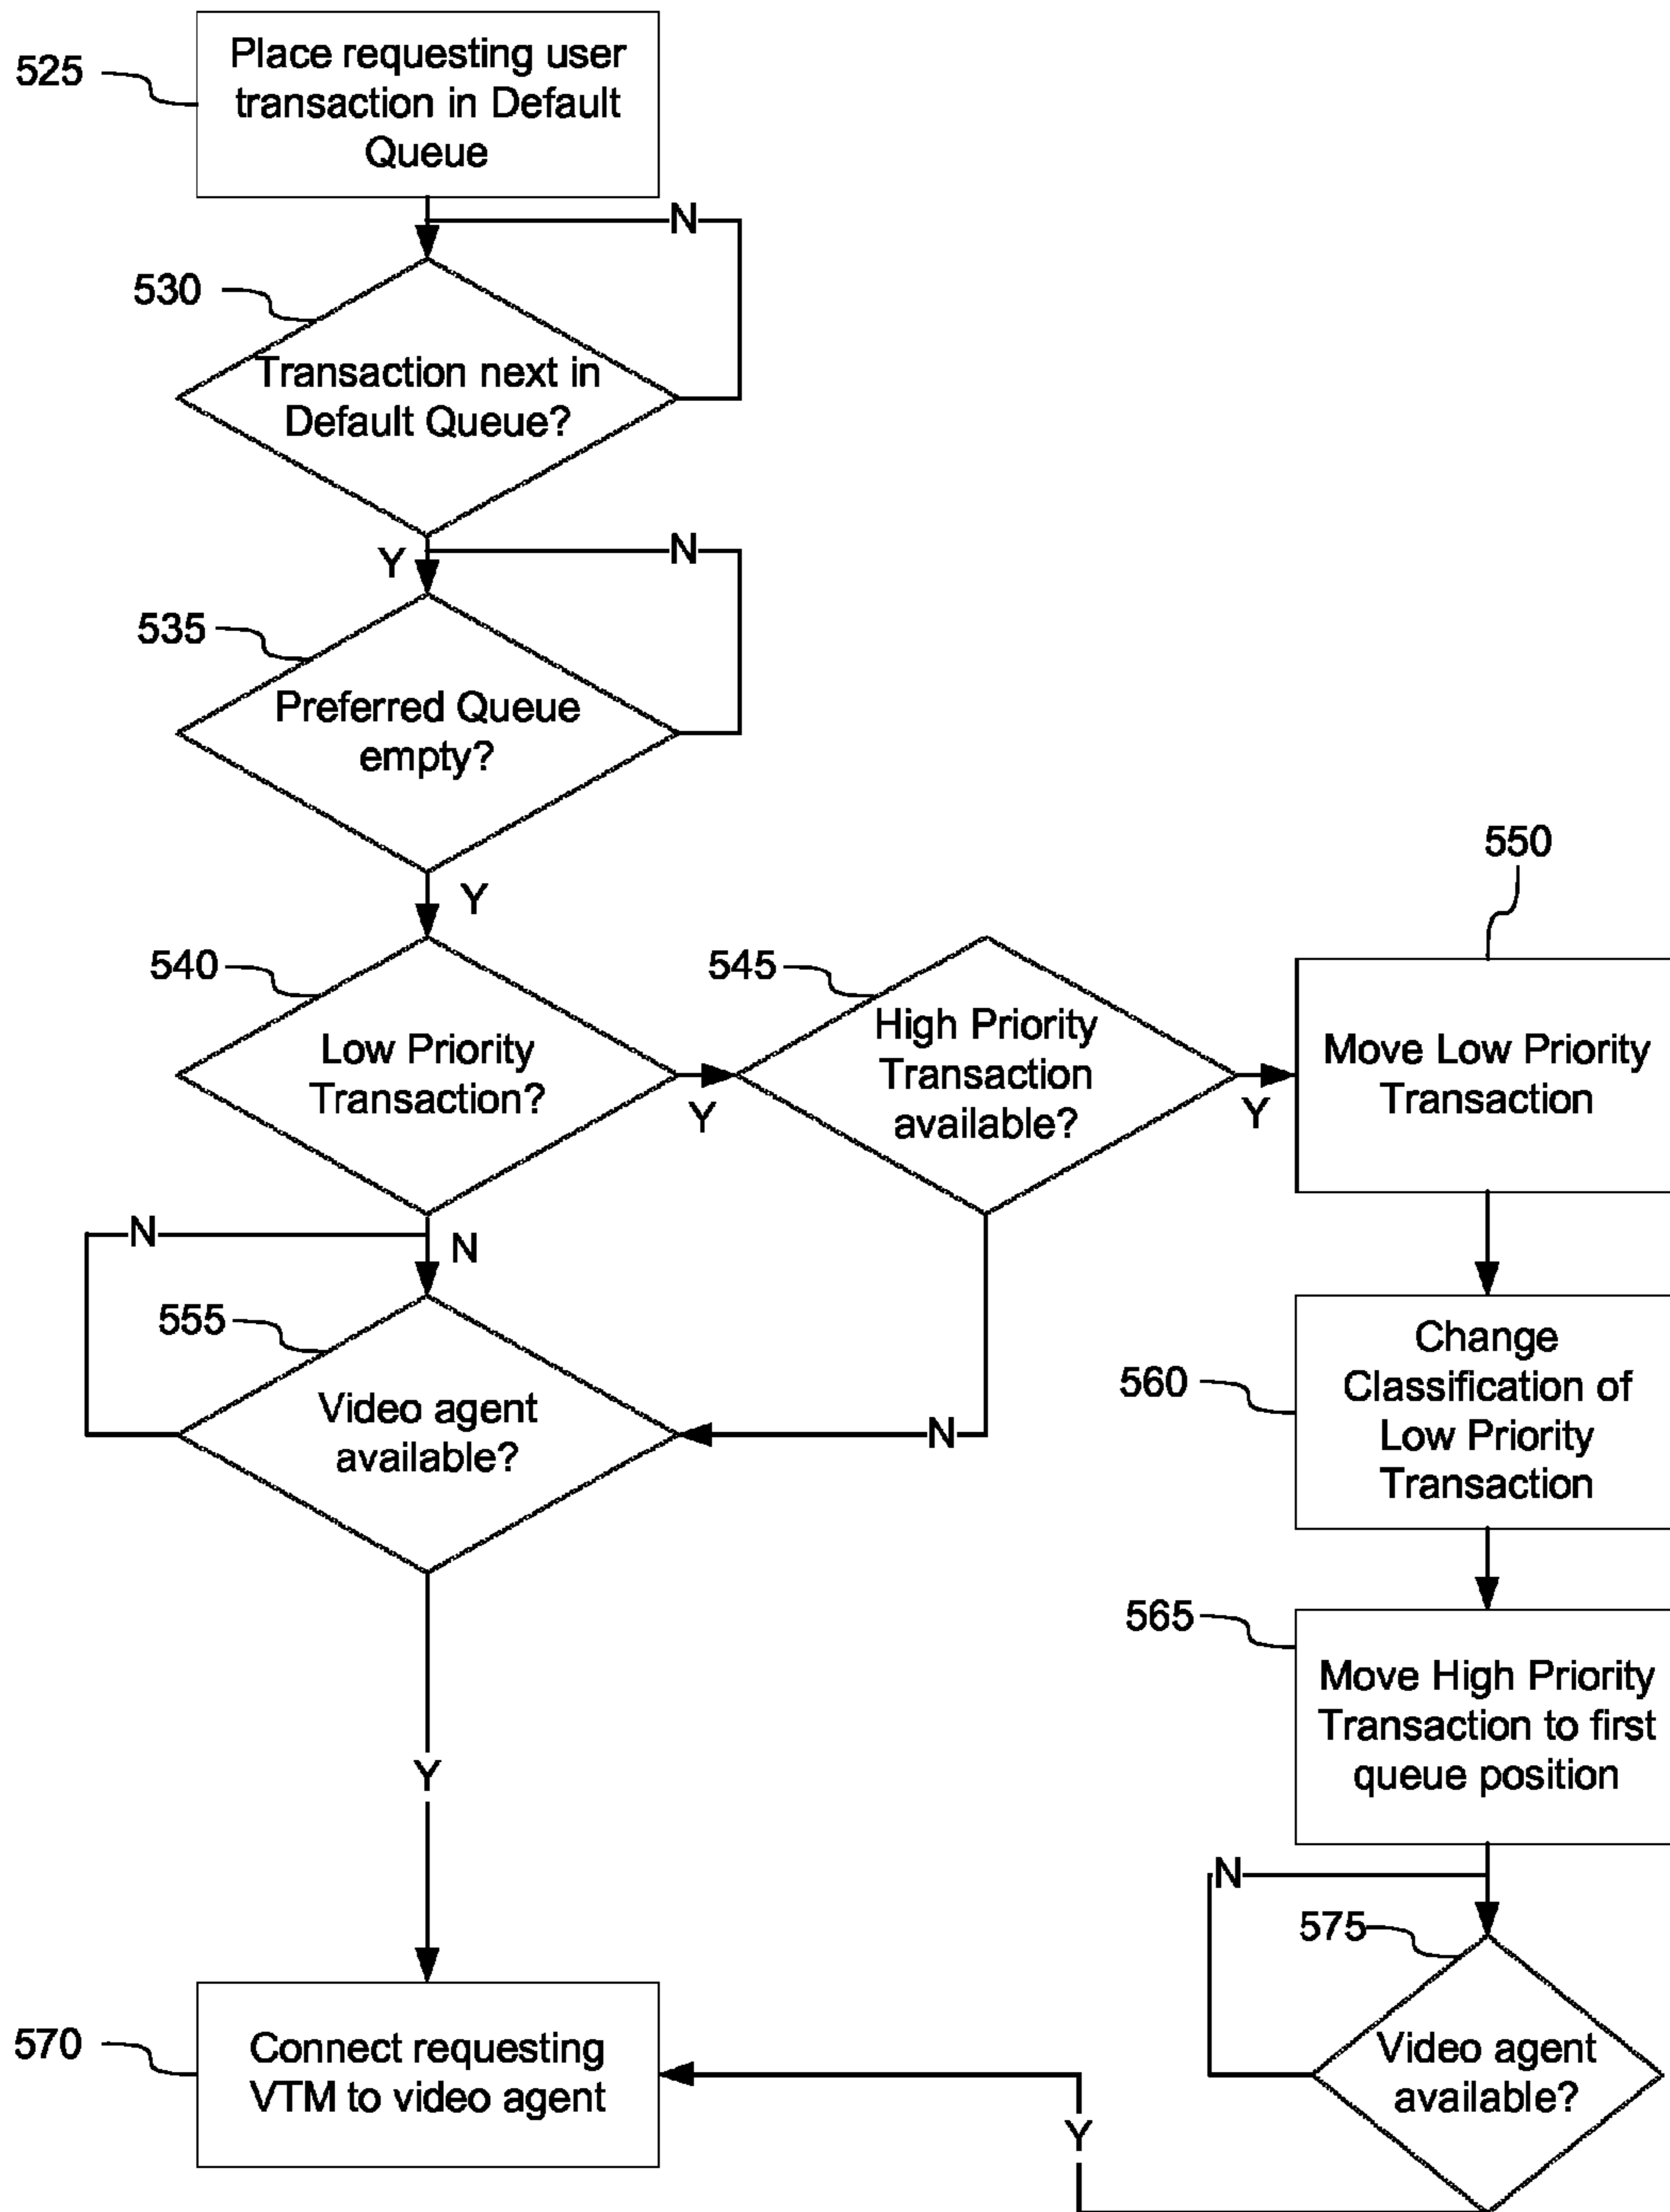 525
Place requesting user
transaction in Default
Queue
N
530
Transaction next in
Default Queue?
Y
N
535
Preferred Queue
empty?
Y
540
Low Priority
Transaction?
Y
545
High Priority
Transaction
available?
Y
550
Move Low Priority
Transaction
N
N
555
Video agent
available?
N
560
Change
Classification of
Low Priority
Transaction
565
Move High Priority
Transaction to first
queue position
Y
N
575
Video agent
available?
570
Connect requesting
VTM to video agent
Y